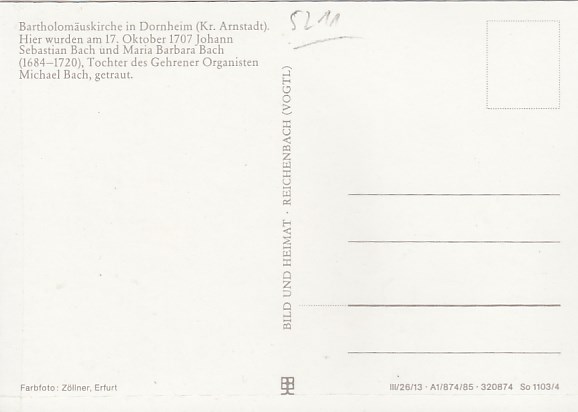 Bartholomäuskirche in Dornheim (Kr. Arnstadt).
Hier wurden am 17. Oktober 1707 Johann
Sebastian Bach und Maria Barbara Bach
(1684—1720), Tochter des Gehrener Organisten
Michael Bach, getraut.
5211
BILD UND HEIMAT · REICHENBACH (VOGTL)
Farbfoto: Zöllner, Erfurt
III/26/13 · A1/874/85 · 320874 So 1103/4